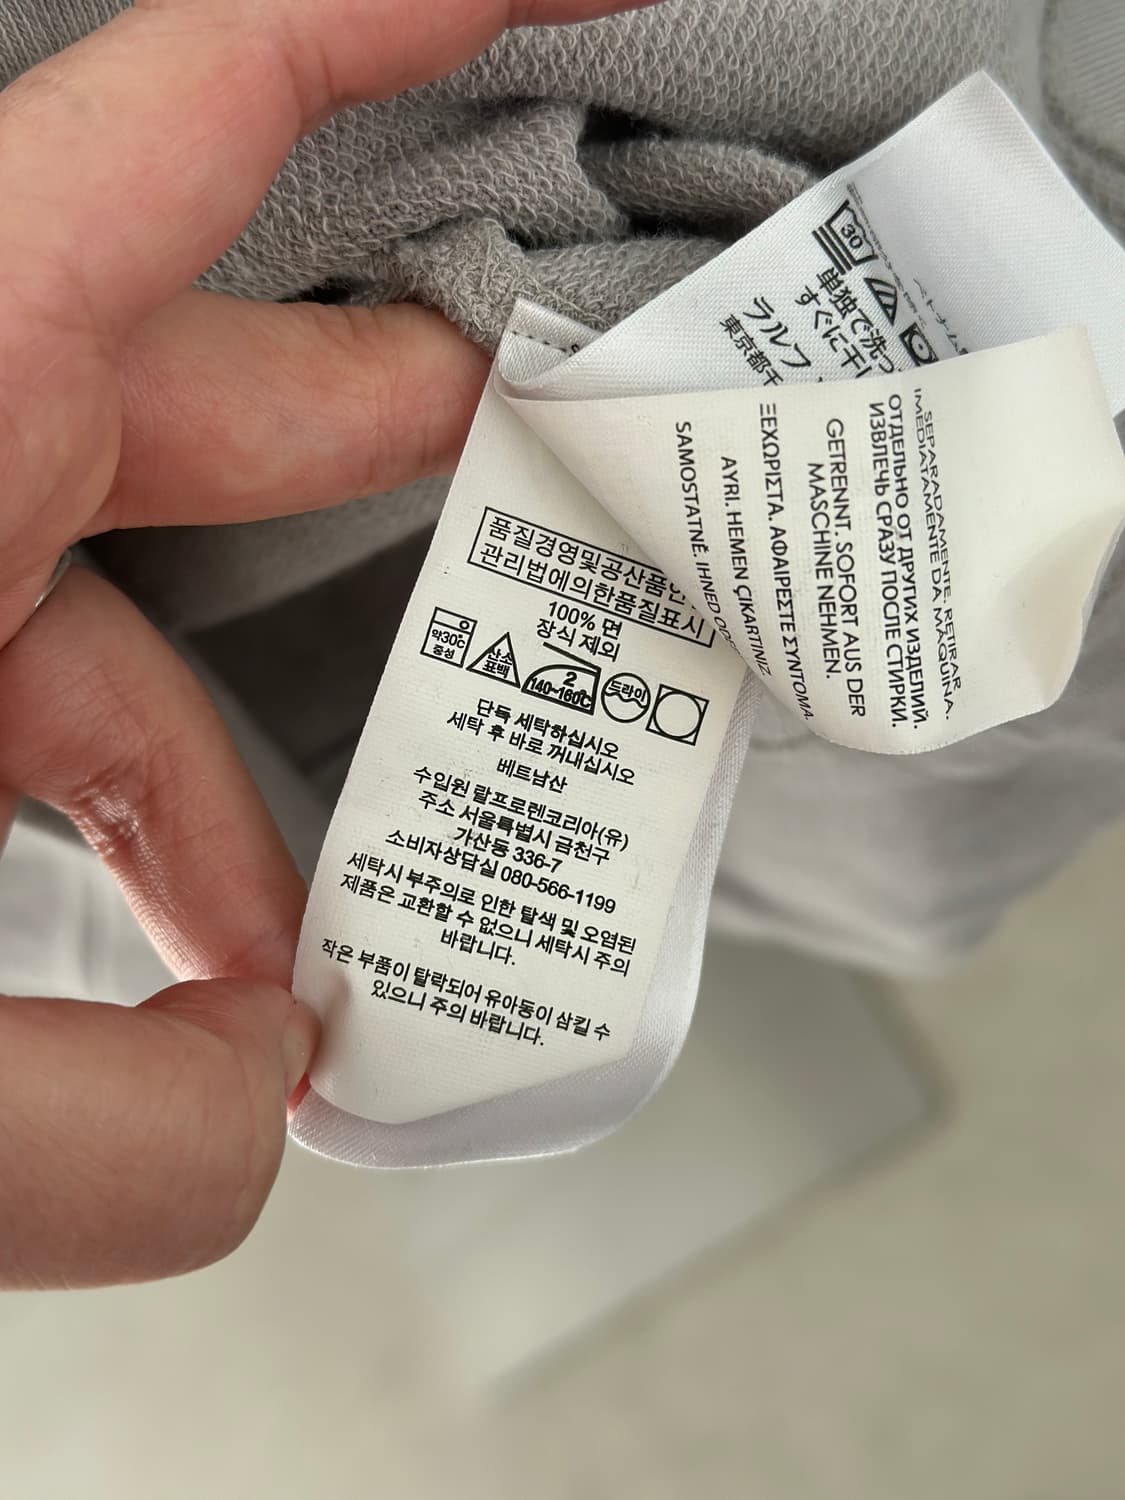 품질경영및공산품안
관리법에의한품질표시
100% 면
장식 제외
약30℃
중성
산소
표백
2
140~160℃
드라이
단독 세탁하십시오
세탁 후 바로 꺼내십시오
베트남산
수입원 랄프로렌코리아(유)
주소 서울특별시 금천구
가산동 336-7
소비자상담실 080-566-1199
세탁시 부주의로 인한 탈색 및 오염된
제품은 교환할 수 없으니 세탁시 주의
바랍니다.
작은 부품이 탈락되어 유아동이 삼킬 수
있으니 주의 바랍니다.
30
単独で洗っ
すぐに干し
ラルフ
東京都千
SEPARADAMENTE. RETIRAR
IMEDIATAMENTE DA MÁQUINA.
ОТДЕЛЬНО ОТ ДРУГИХ ИЗДЕЛИЙ.
ИЗВЛЕЧЬ СРАЗУ ПОСЛЕ СТИРКИ.
GETRENNT. SOFORT AUS DER
MASCHINE NEHMEN.
ΞΕΧΩΡΙΣΤΑ. ΑΦΑΙΡΕΣΤΕ ΣΥΝΤΟΜΑ.
AYRI. HEMEN ÇIKARTINIZ.
SAMOSTATNĚ. IHNED